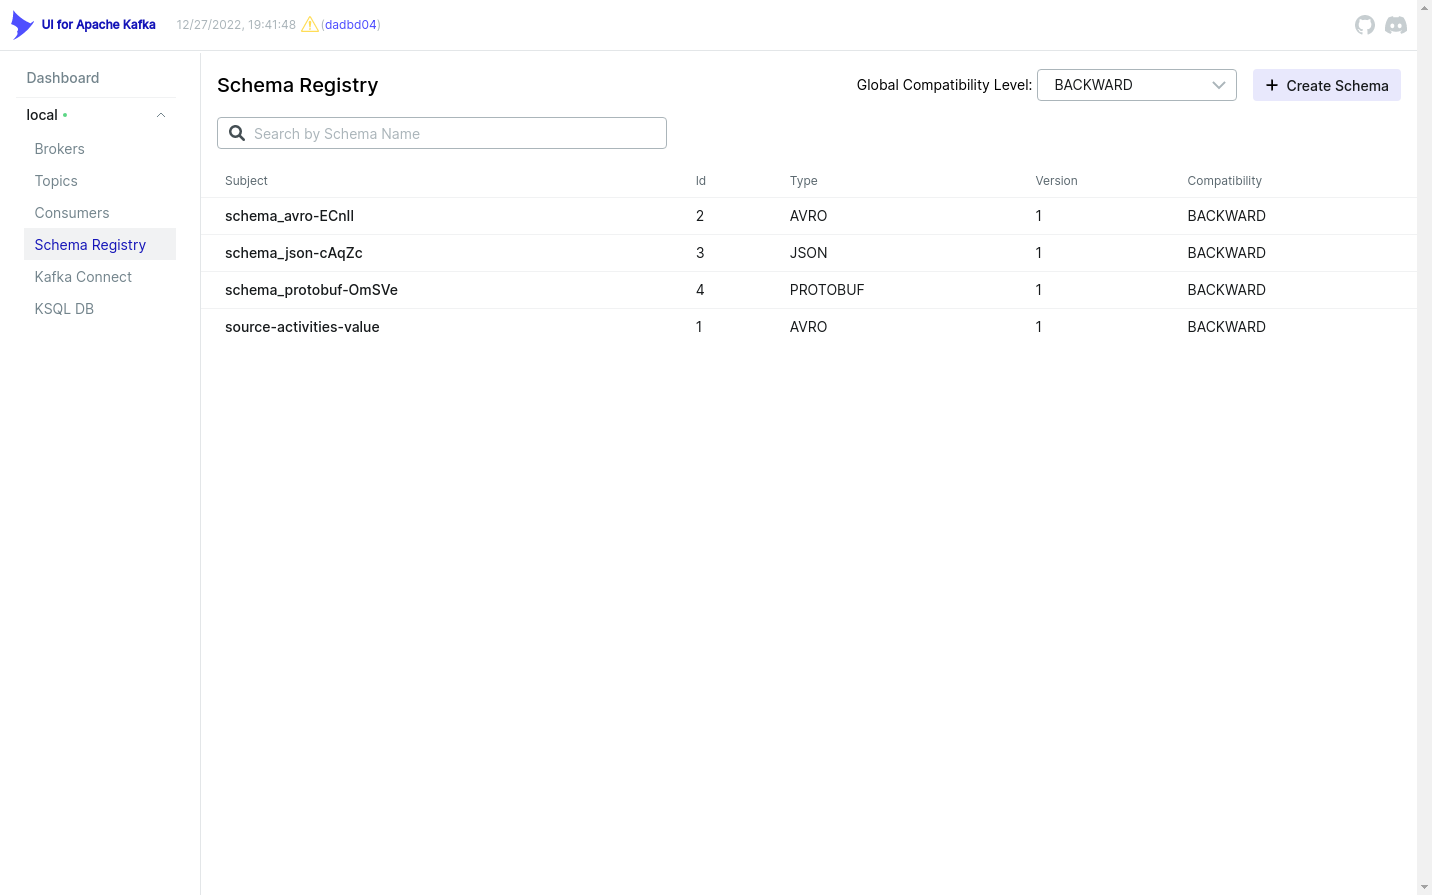 UI for Apache Kafka 12/27/2022, 19:41:48 (dadbd04)
Dashboard
local
Brokers
Topics
Consumers
Schema Registry
Kafka Connect
KSQL DB
Schema Registry
Global Compatibility Level: BACKWARD
Create Schema
Search by Schema Name
Subject Id Type Version Compatibility
schema_avro-ECnII 2 AVRO 1 BACKWARD
schema_json-cAqZc 3 JSON 1 BACKWARD
schema_protobuf-OmSVe 4 PROTOBUF 1 BACKWARD
source-activities-value 1 AVRO 1 BACKWARD